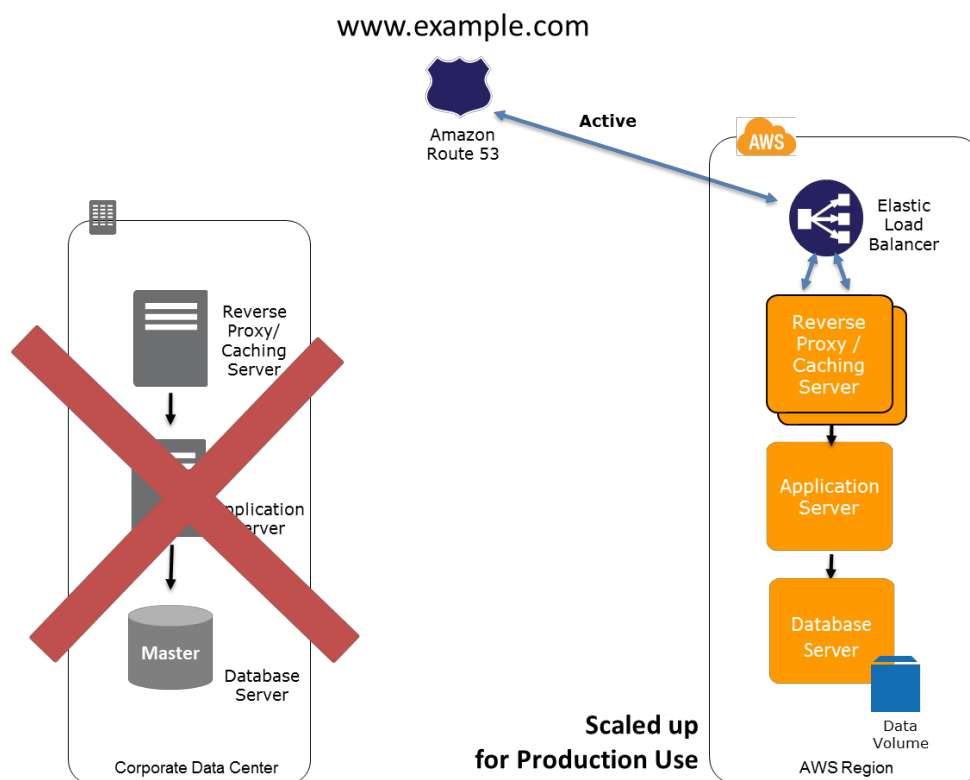 www.example.com
Amazon
Route 53
Active
AWS
Elastic
Load
Balancer
Reverse
Proxy/
Caching
Server
Reverse
Proxy /
Caching
Server
pplication
Server
Application
Server
Master
Database
Server
Database
Server
Data
Volume
Scaled up
for Production Use
Corporate Data Center
AWS Region